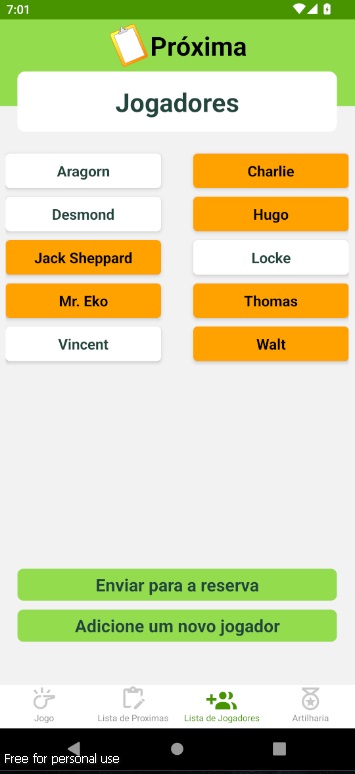 7:01
Próxima
Jogadores
Aragorn
Charlie
Desmond
Hugo
Jack Sheppard
Locke
Mr. Eko
Thomas
Vincent
Walt
Enviar para a reserva
Adicione um novo jogador
Jogo
Lista de Proximas
Lista de Jogadores
Artilharia
Free for personal use